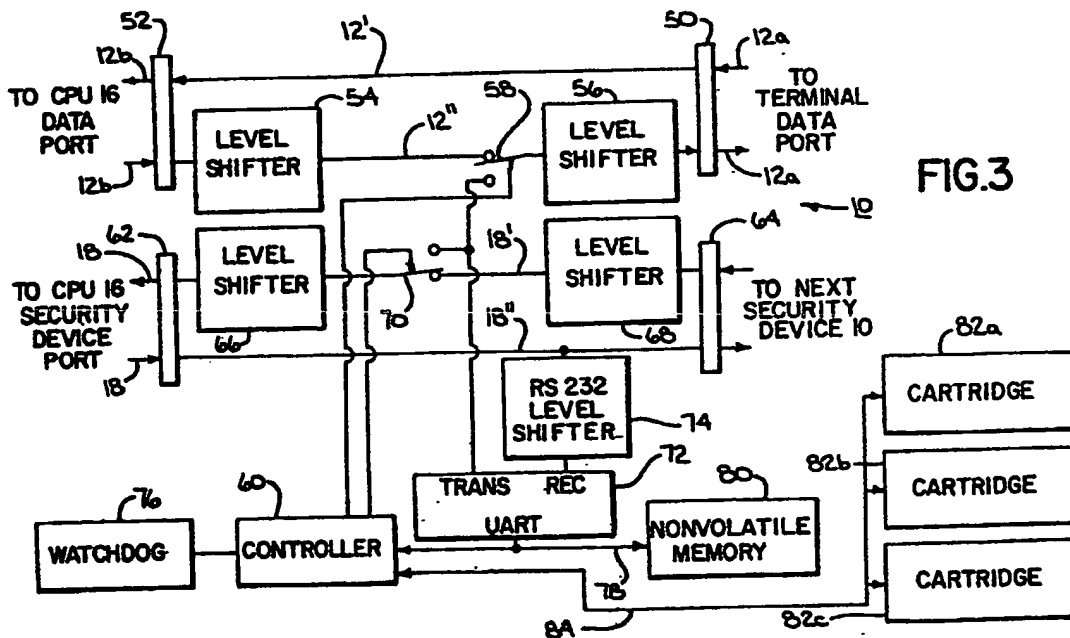 52
12'
50
12b
12a
54
58
56
TO CPU 16
DATA
PORT
LEVEL
SHIFTER
12"
LEVEL
SHIFTER
TO
TERMINAL
DATA
PORT
12b
12a
FIG.3
10
62
64
18
LEVEL
SHIFTER
18'
LEVEL
SHIFTER
TO CPU 16
SECURITY
DEVICE
PORT
TO NEXT
SECURITY
DEVICE 10
70
66
18"
68
18
82a
RS 232
LEVEL
SHIFTER
CARTRIDGE
74
72
82b
76
60
TRANS REC
UART
80
CARTRIDGE
WATCHDOG
CONTROLLER
NONVOLATILE
MEMORY
78
CARTRIDGE
84
82c